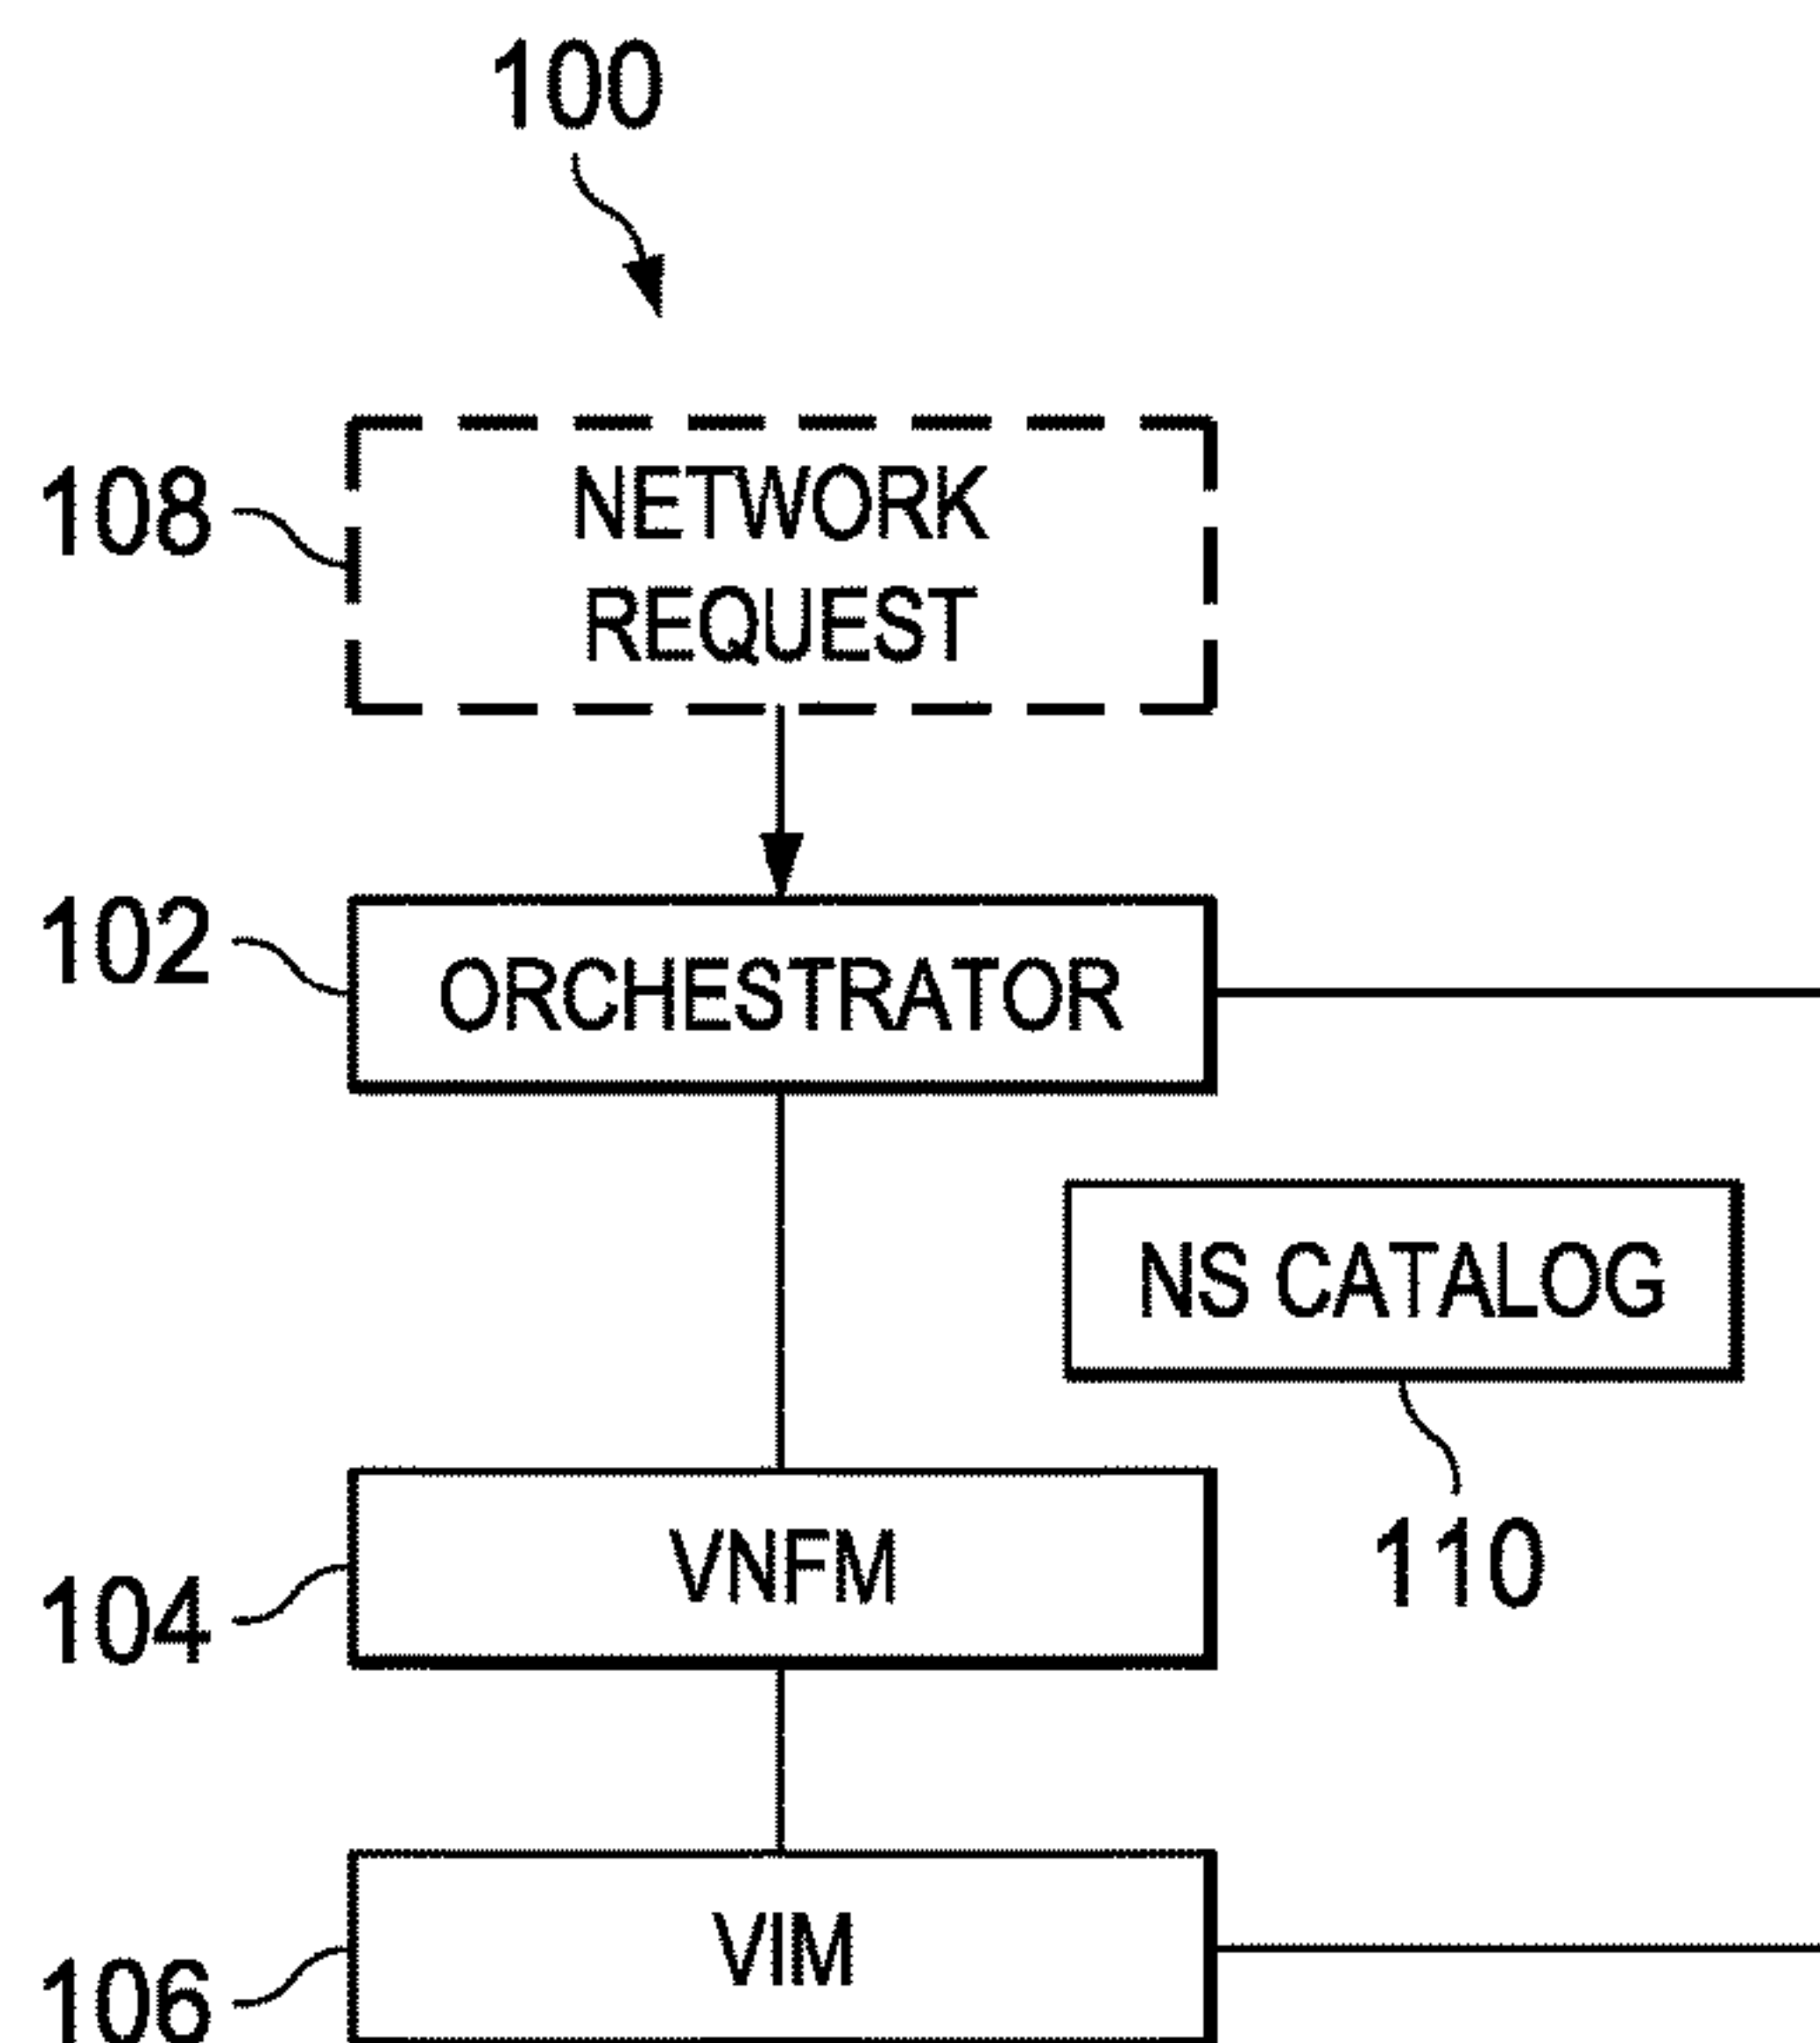 100
108
NETWORK
REQUEST
102
ORCHESTRATOR
NS CATALOG
104
VNFM
110
106
VIM